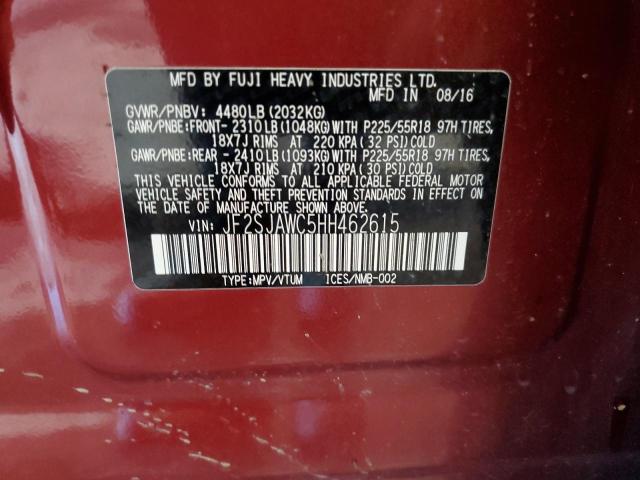 MFD BY FUJI HEAVY INDUSTRIES LTD.
MFD IN 08/16
GVWR/PNBV: 4480LB(2032KG)
GAWR/PNBE:FRONT-2310LB(1048KG)WITH P225/55R18 97H TIRES,
18X7J RIMS AT 220 KPA(32 PSI)COLD
GAWR/PNBE:REAR - 2410LB(1093KG)WITH P225/55R18 97H TIRES,
18X7J RIMS AT 210 KPA(30 PSI)COLD
THIS VEHICLE CONFORMS TO ALL APPLICABLE FEDERAL MOTOR
VEHICLE SAFETY AND THEFT PREVENTION STANDARDS IN EFFECT ON
THE DATE OF MANUFACTURE SHOWN ABOVE.
VIN: JF2SJAWC5HH462615
TYPE:MPV/VTUM ICES/NMB-002